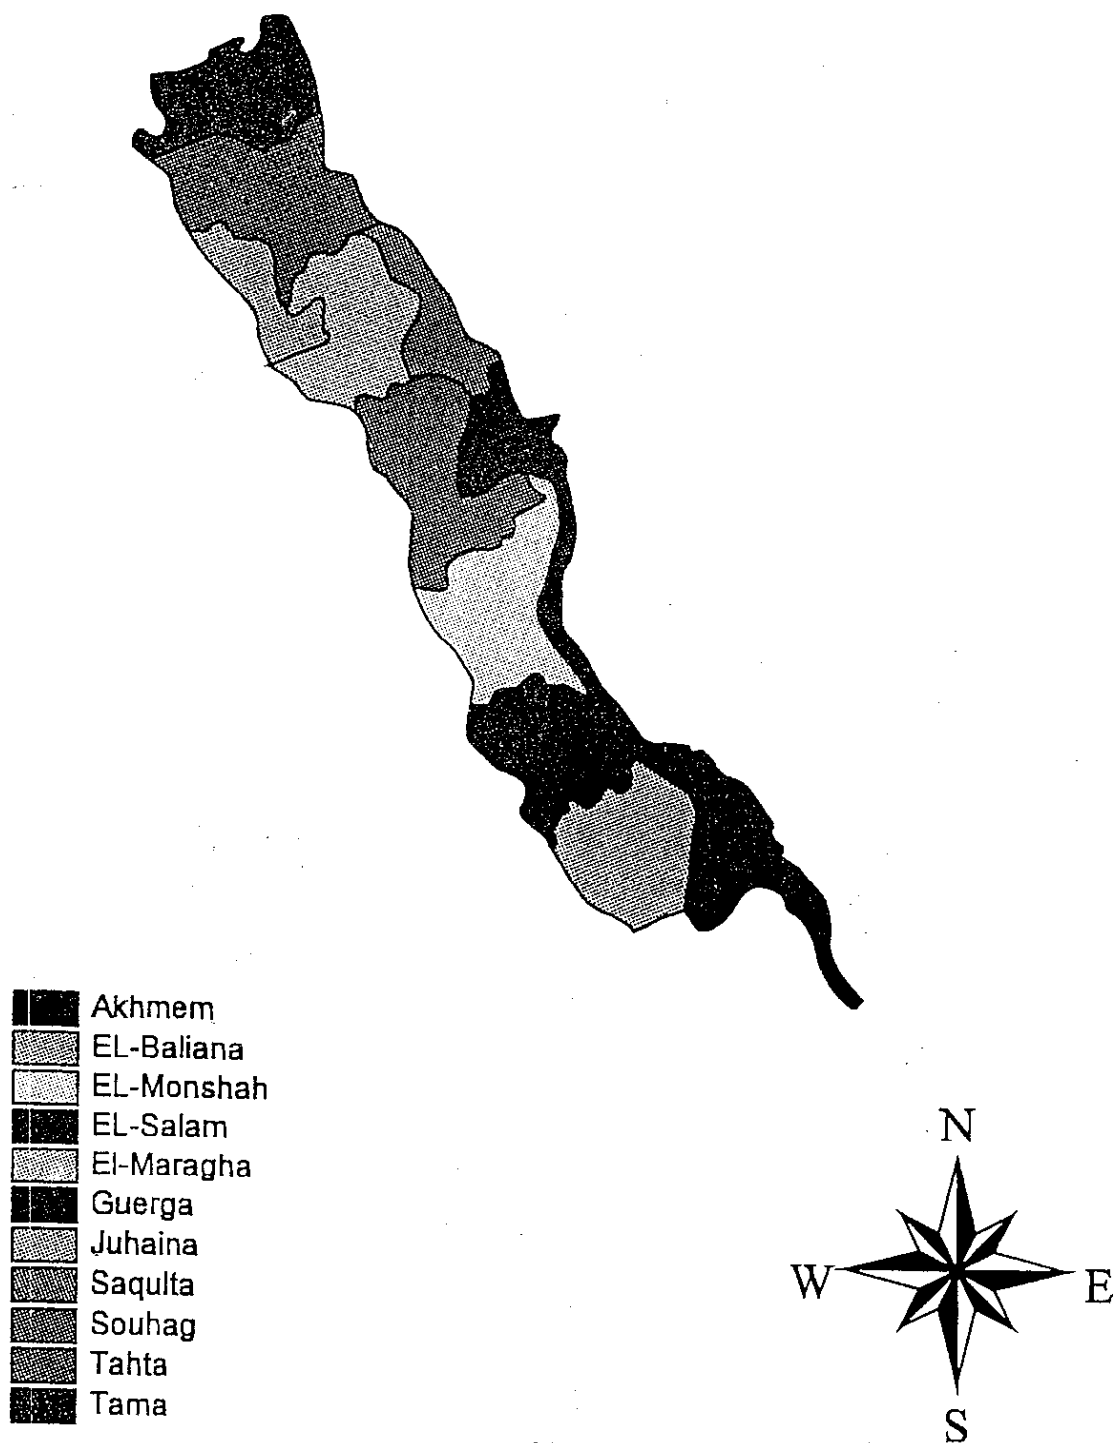 Akhmem
EL-Baliana
EL-Monshah
EL-Salam
El-Maragha
Guerga
Juhaina
Saqulta
Souhag
Tahta
Tama
N
W E
S